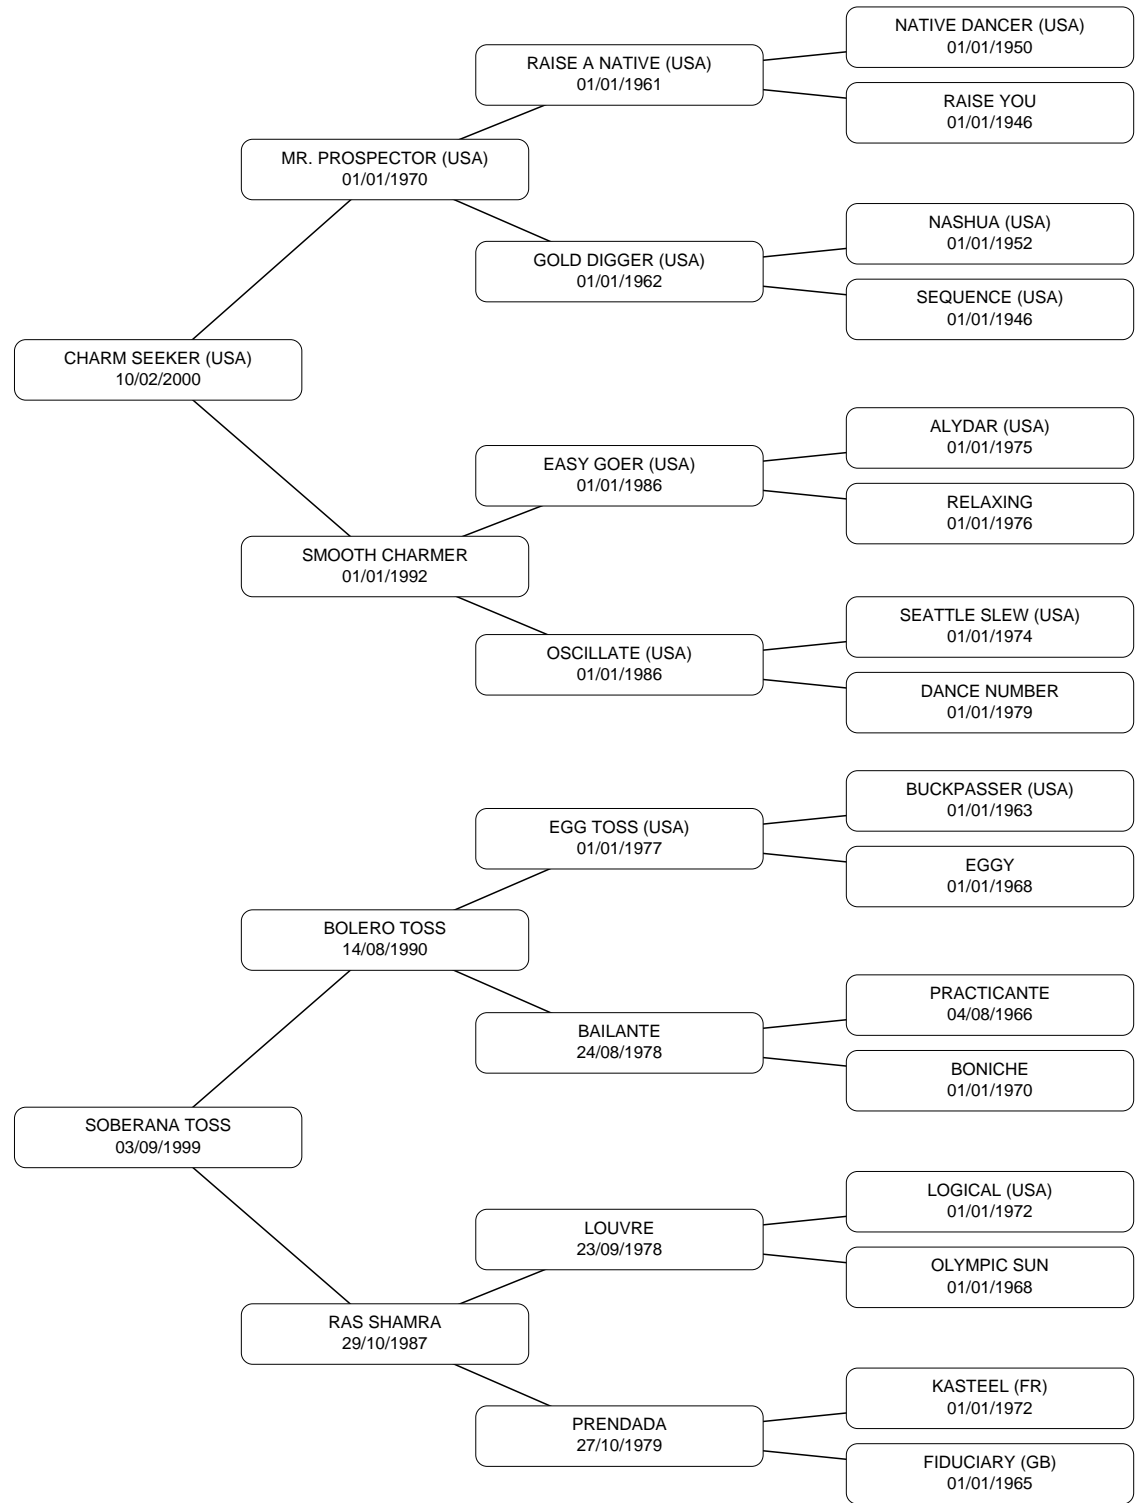 NATIVE DANCER (USA)
01/01/1950
RAISE A NATIVE (USA)
01/01/1961
RAISE YOU
01/01/1946
MR. PROSPECTOR (USA)
01/01/1970
NASHUA (USA)
01/01/1952
GOLD DIGGER (USA)
01/01/1962
SEQUENCE (USA)
01/01/1946
CHARM SEEKER (USA)
10/02/2000
ALYDAR (USA)
01/01/1975
EASY GOER (USA)
01/01/1986
RELAXING
01/01/1976
SMOOTH CHARMER
01/01/1992
SEATTLE SLEW (USA)
01/01/1974
OSCILLATE (USA)
01/01/1986
DANCE NUMBER
01/01/1979
BUCKPASSER (USA)
01/01/1963
EGG TOSS (USA)
01/01/1977
EGGY
01/01/1968
BOLERO TOSS
14/08/1990
PRACTICANTE
04/08/1966
BAILANTE
24/08/1978
BONICHE
01/01/1970
SOBERANA TOSS
03/09/1999
LOGICAL (USA)
01/01/1972
LOUVRE
23/09/1978
OLYMPIC SUN
01/01/1968
RAS SHAMRA
29/10/1987
KASTEEL (FR)
01/01/1972
PRENDADA
27/10/1979
FIDUCIARY (GB)
01/01/1965